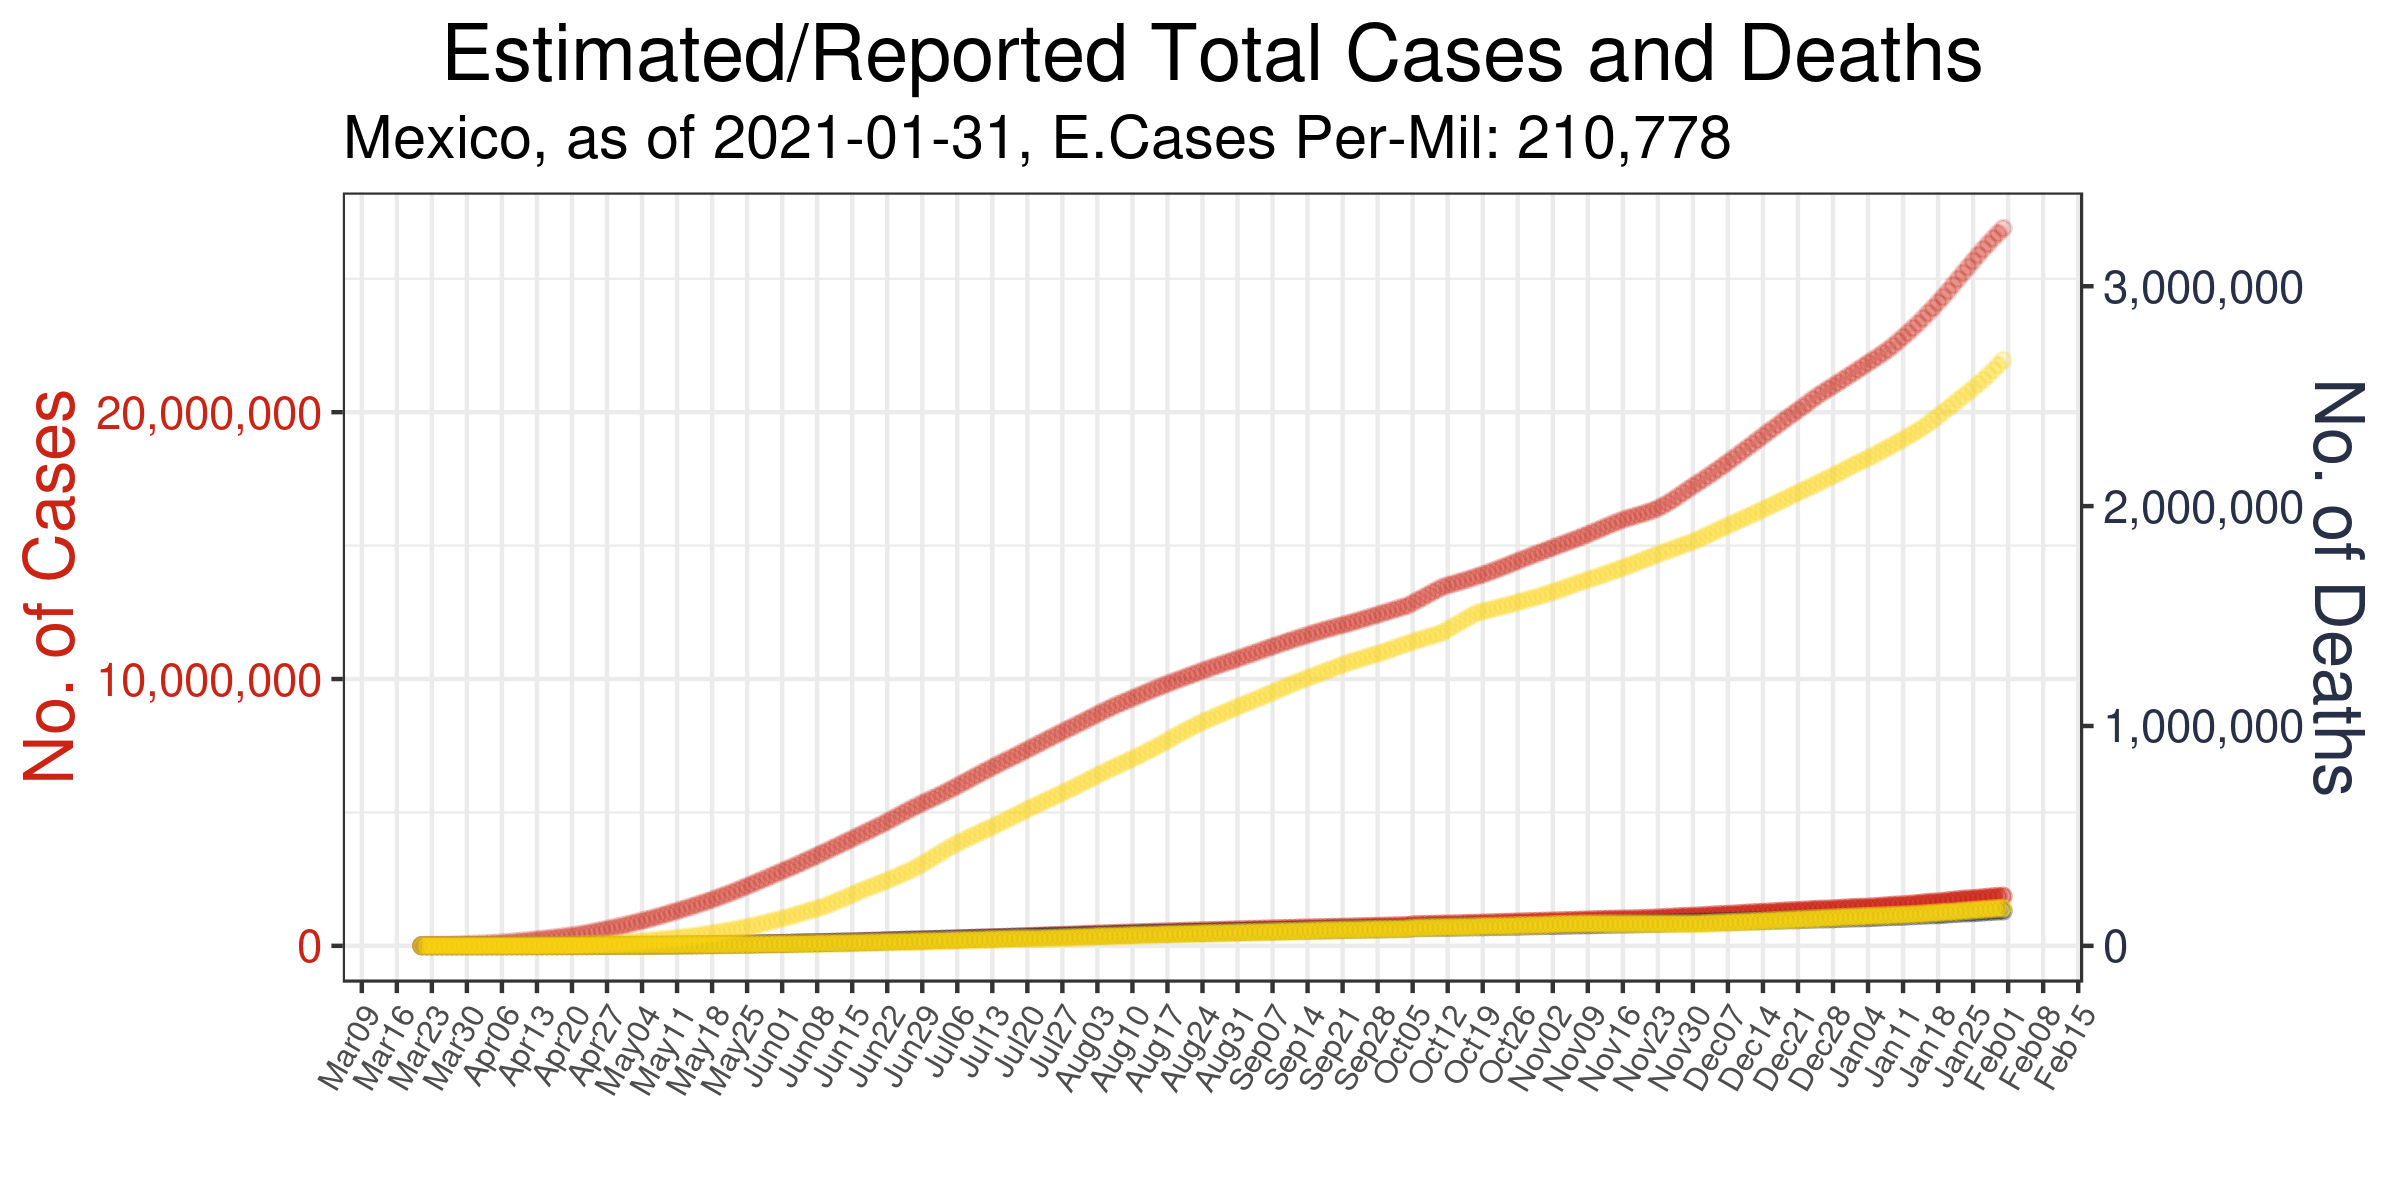 Estimated/Reported Total Cases and Deaths
Mexico, as of 2021-01-31, E.Cases Per-Mil: 210,778
No. of Cases
20,000,000
10,000,000
0
3,000,000
2,000,000
1,000,000
0
No. of Deaths
Mar09
Mar16
Mar23
Mar30
Apr06
Apr13
Apr20
Apr27
May04
May11
May18
May25
Jun01
Jun08
Jun15
Jun22
Jun29
Jul06
Jul13
Jul20
Jul27
Aug03
Aug10
Aug17
Aug24
Aug31
Sep07
Sep14
Sep21
Sep28
Oct05
Oct12
Oct19
Oct26
Nov02
Nov09
Nov16
Nov23
Nov30
Dec07
Dec14
Dec21
Dec28
Jan04
Jan11
Jan18
Jan25
Feb01
Feb08
Feb15